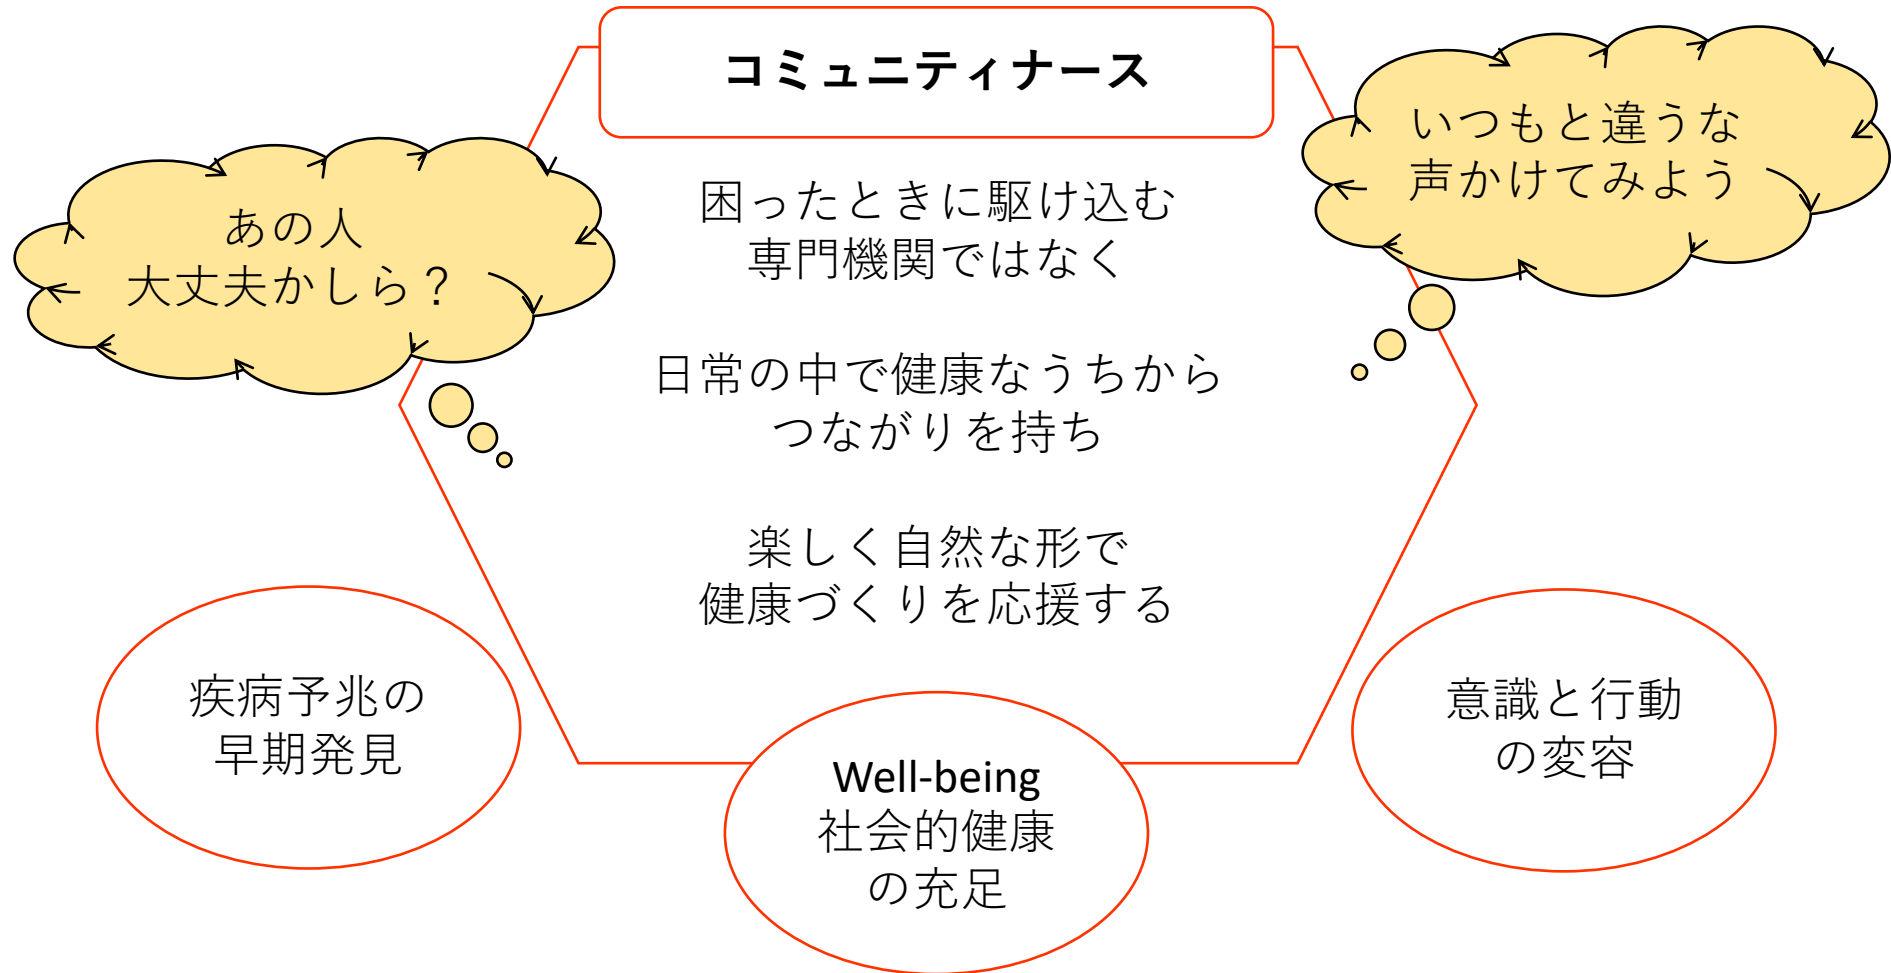 コミュニティナース
あの人
大丈夫かしら？
いつもと違うな
声かけてみよう
困ったときに駆け込む
専門機関ではなく
日常の中で健康なうちから
つながりを持ち
楽しく自然な形で
健康づくりを応援する
疾病予兆の
早期発見
Well-being
社会的健康
の充足
意識と行動
の変容